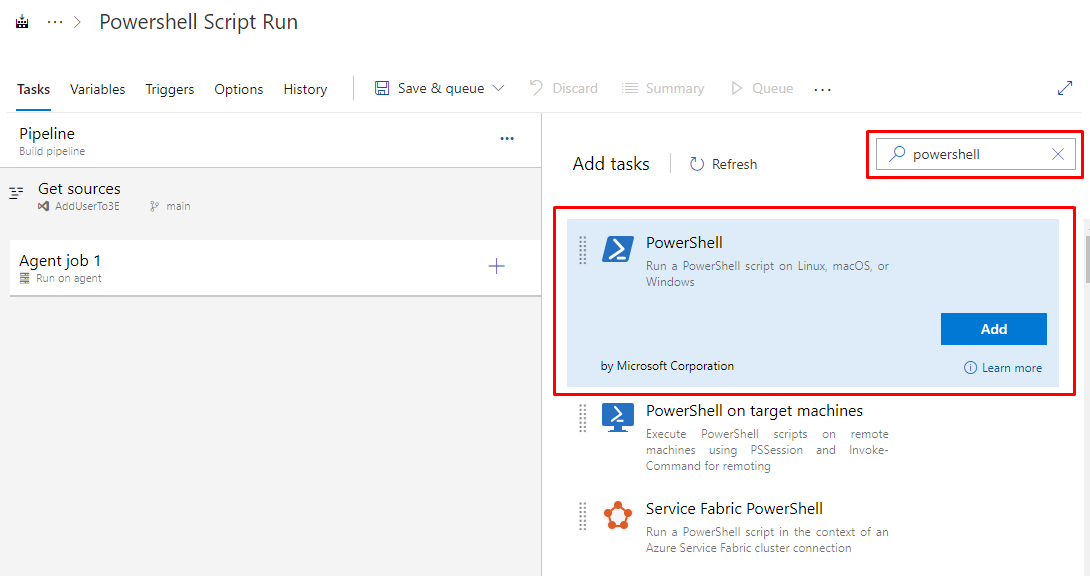 ··· > Powershell Script Run
Tasks Variables Triggers Options History Save & queue Discard Summary Queue ···
Pipeline ···
Build pipeline
Get sources
AddUserTo3E main
Agent job 1
Run on agent
Add tasks Refresh powershell
PowerShell
Run a PowerShell script on Linux, macOS, or
Windows
Add
by Microsoft Corporation Learn more
PowerShell on target machines
Execute PowerShell scripts on remote
machines using PSSession and Invoke-
Command for remoting
Service Fabric PowerShell
Run a PowerShell script in the context of an
Azure Service Fabric cluster connection